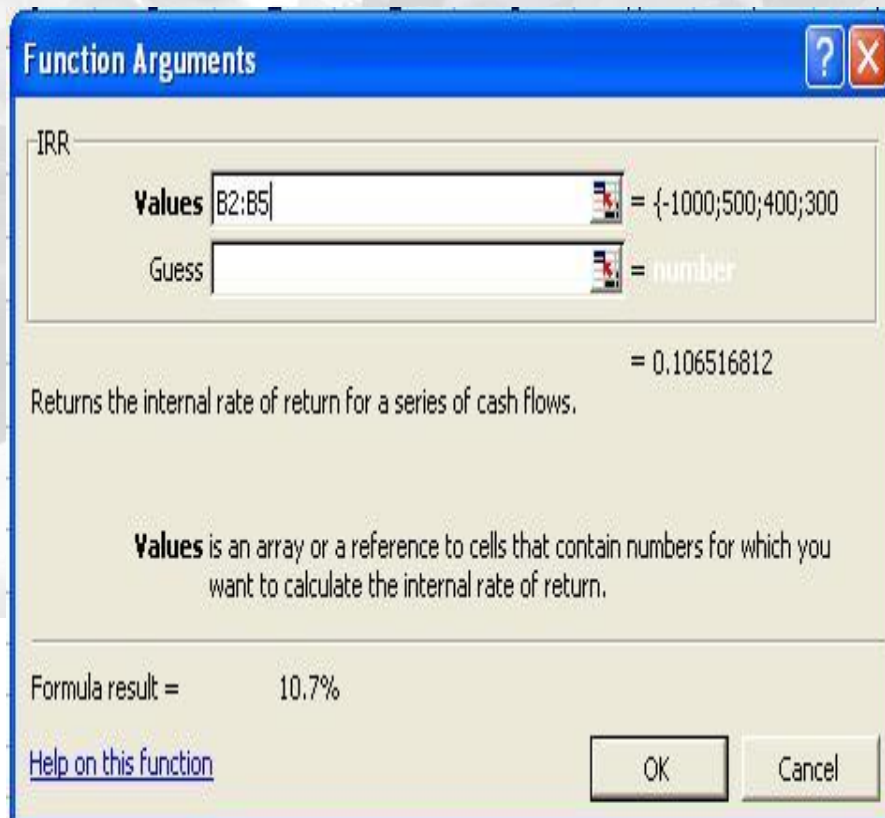 Function Arguments
IRR
Values B2:B5 = {-1000;500;400;300
Guess = number
= 0.106516812
Returns the internal rate of return for a series of cash flows.
Values is an array or a reference to cells that contain numbers for which you
want to calculate the internal rate of return.
Formula result = 10.7%
Help on this function
OK Cancel